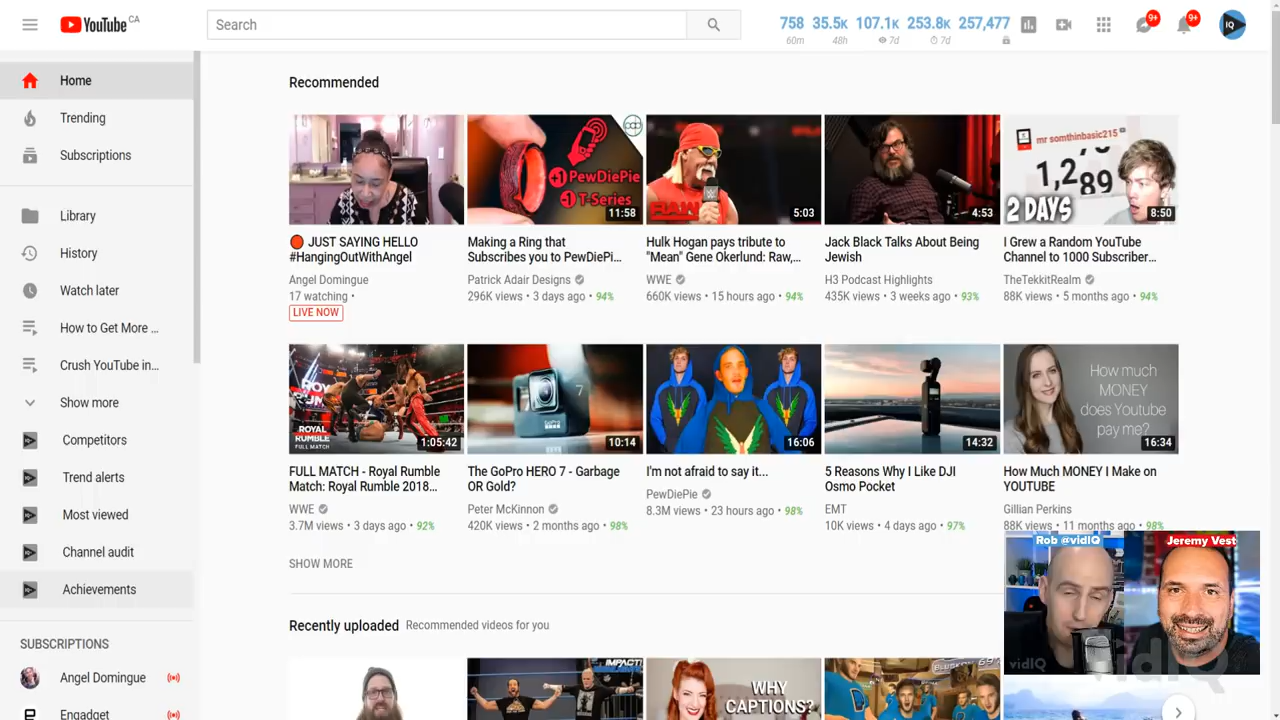 YouTube CA
Search
758 35.5K 107.1K 253.8K 257,477
60m 48h 7d 7d
9+ 9+
IQ
Home
Trending
Subscriptions
Library
History
Watch later
How to Get More ...
Crush YouTube in...
Show more
Competitors
Trend alerts
Most viewed
Channel audit
Achievements
SUBSCRIPTIONS
Angel Domingue
Engadget
Recommended
JUST SAYING HELLO
#HangingOutWithAngel
Angel Domingue
17 watching •
LIVE NOW
+1 PewDiePie
-1 T-Series
11:58
Making a Ring that
Subscribes you to PewDiePi...
Patrick Adair Designs
296K views • 3 days ago • 94%
RAW
5:03
Hulk Hogan pays tribute to
"Mean" Gene Okerlund: Raw,...
WWE
660K views • 15 hours ago • 94%
4:53
Jack Black Talks About Being
Jewish
H3 Podcast Highlights
435K views • 3 weeks ago • 93%
mr somthinbasic215
2 DAYS
8:50
I Grew a Random YouTube
Channel to 1000 Subscriber...
TheTekkitRealm
88K views • 5 months ago • 94%
ROYAL
RUMBLE
FULL MATCH
1:05:42
FULL MATCH - Royal Rumble
Match: Royal Rumble 2018...
WWE
3.7M views • 3 days ago • 92%
7
GoPro
10:14
The GoPro HERO 7 - Garbage
OR Gold?
Peter McKinnon
420K views • 2 months ago • 98%
16:06
I'm not afraid to say it...
PewDiePie
8.3M views • 23 hours ago • 98%
14:32
5 Reasons Why I Like DJI
Osmo Pocket
EMT
10K views • 4 days ago • 97%
How much
MONEY
does Youtube
pay me?
16:34
How Much MONEY I Make on
YOUTUBE
Gillian Perkins
88K views • 11 months ago • 98%
SHOW MORE
Rob @vidIQ
Jeremy Vest
vidIQ
vidIQ
Recently uploaded Recommended videos for you
IMPACT
WHY
CAPTIONS?